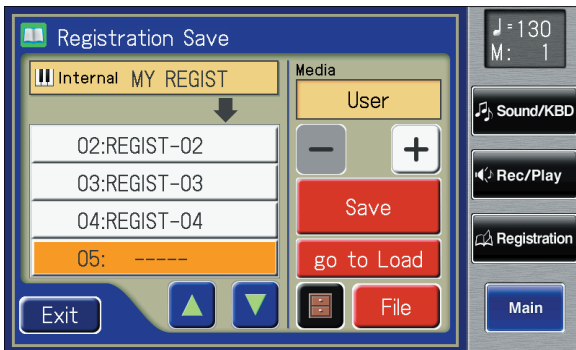 Registration Save
Internal MY REGIST
02:REGIST-02
03:REGIST-03
04:REGIST-04
05: -----
Exit
Media
User
−
+
Save
go to Load
File
♩=130
M: 1
Sound/KBD
Rec/Play
Registration
Main